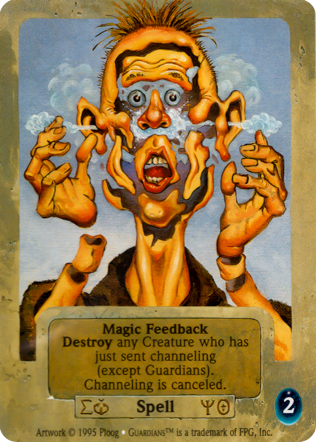 Magic Feedback
Destroy any Creature who has
just sent channeling
(except Guardians).
Channeling is canceled.
Spell
2
Artwork © 1995 Ploog • GUARDIANS™ is a trademark of FPG, Inc.